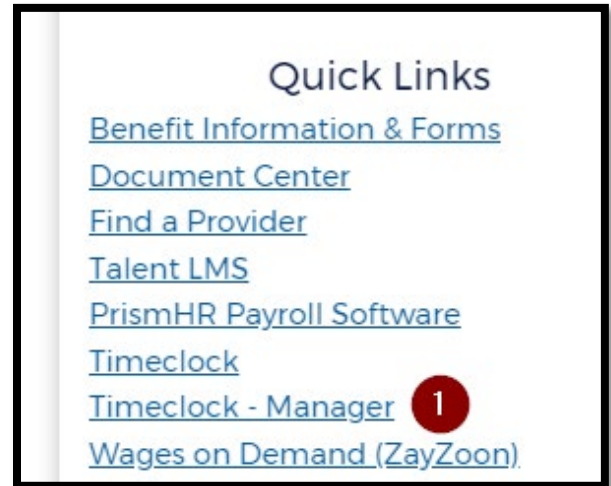 Quick Links
Benefit Information & Forms
Document Center
Find a Provider
Talent LMS
PrismHR Payroll Software
Timeclock
Timeclock - Manager 1
Wages on Demand (ZayZoon)